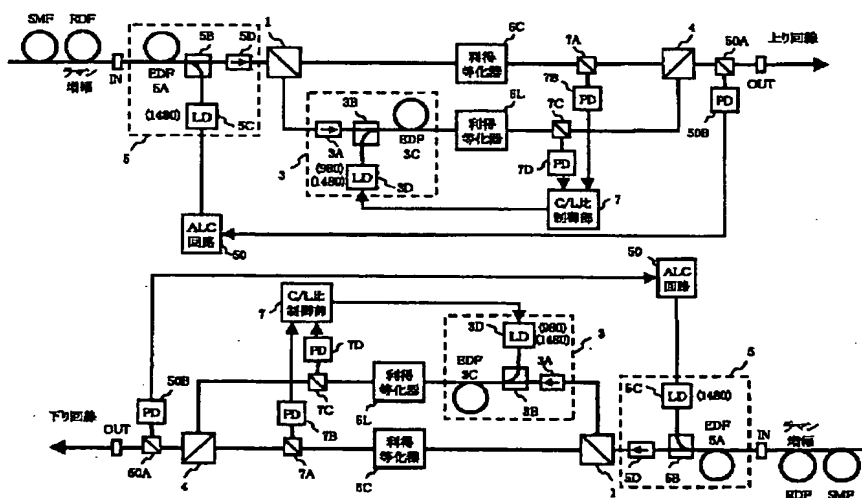 SMF RDF
ラマン
増幅
IN
EDF
5A
5B
5D
1
(1480)
LD
5C
5
利得
等化器
6C
7A
7B
PD
4
50A
上り回線
OUT
PD
50B
3A
3B
EDF
3C
利得
等化器
6L
7C
7D
PD
(980)
(1480)
LD
3D
3
C/L比
制御部
7
ALC
回路
50
50
ALC
回路
C/L比
制御部
7
PD
7D
3D
LD
(980)
(1480)
3
50B
PD
7C
利得
等化器
6L
EDF
3C
3A
3B
5
5C
LD
(1480)
下り回線
OUT
50A
4
PD
7B
7A
利得
等化器
6C
1
5D
5B
EDF
5A
IN
ラマン
増幅
RDF SMF